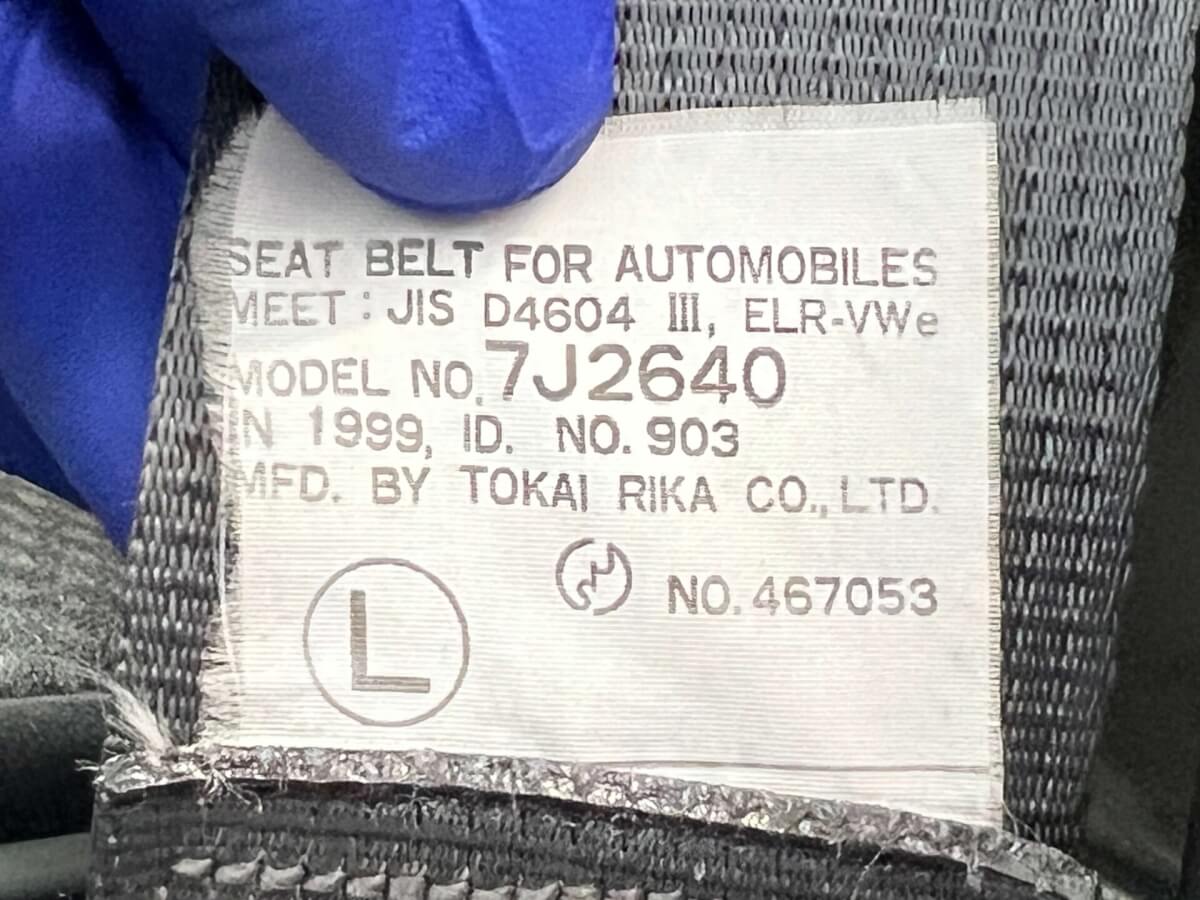 SEAT BELT FOR AUTOMOBILES
MEET : JIS D4604 III, ELR-VWe
MODEL NO. 7J2640
IN 1999, ID. NO. 903
MFD. BY TOKAI RIKA CO., LTD.
NO. 467053
L